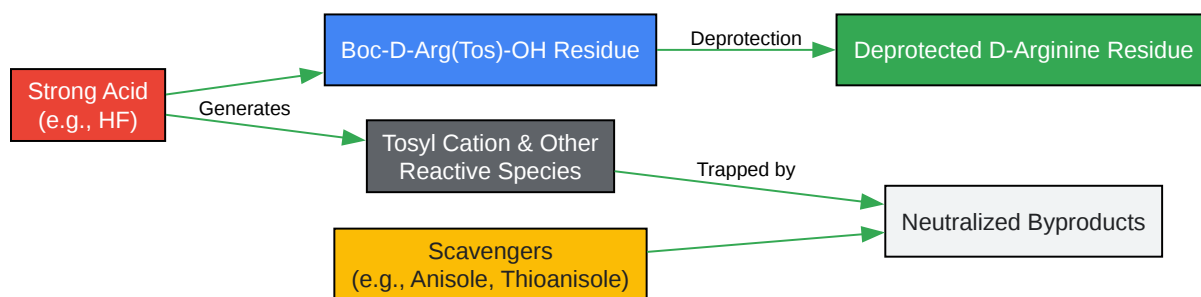 Strong Acid
(e.g., HF)
Generates
Boc-D-Arg(Tos)-OH Residue
Deprotection
Deprotected D-Arginine Residue
Tosyl Cation & Other
Reactive Species
Trapped by
Neutralized Byproducts
Scavengers
(e.g., Anisole, Thioanisole)